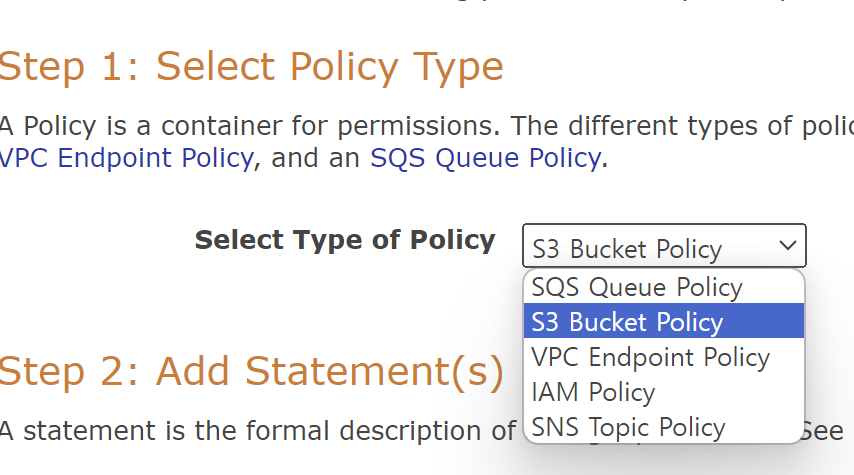 Step 1: Select Policy Type
A Policy is a container for permissions. The different types of polic
VPC Endpoint Policy, and an SQS Queue Policy.
Select Type of Policy
S3 Bucket Policy
SQS Queue Policy
S3 Bucket Policy
VPC Endpoint Policy
IAM Policy
SNS Topic Policy
Step 2: Add Statement(s)
A statement is the formal description of
See